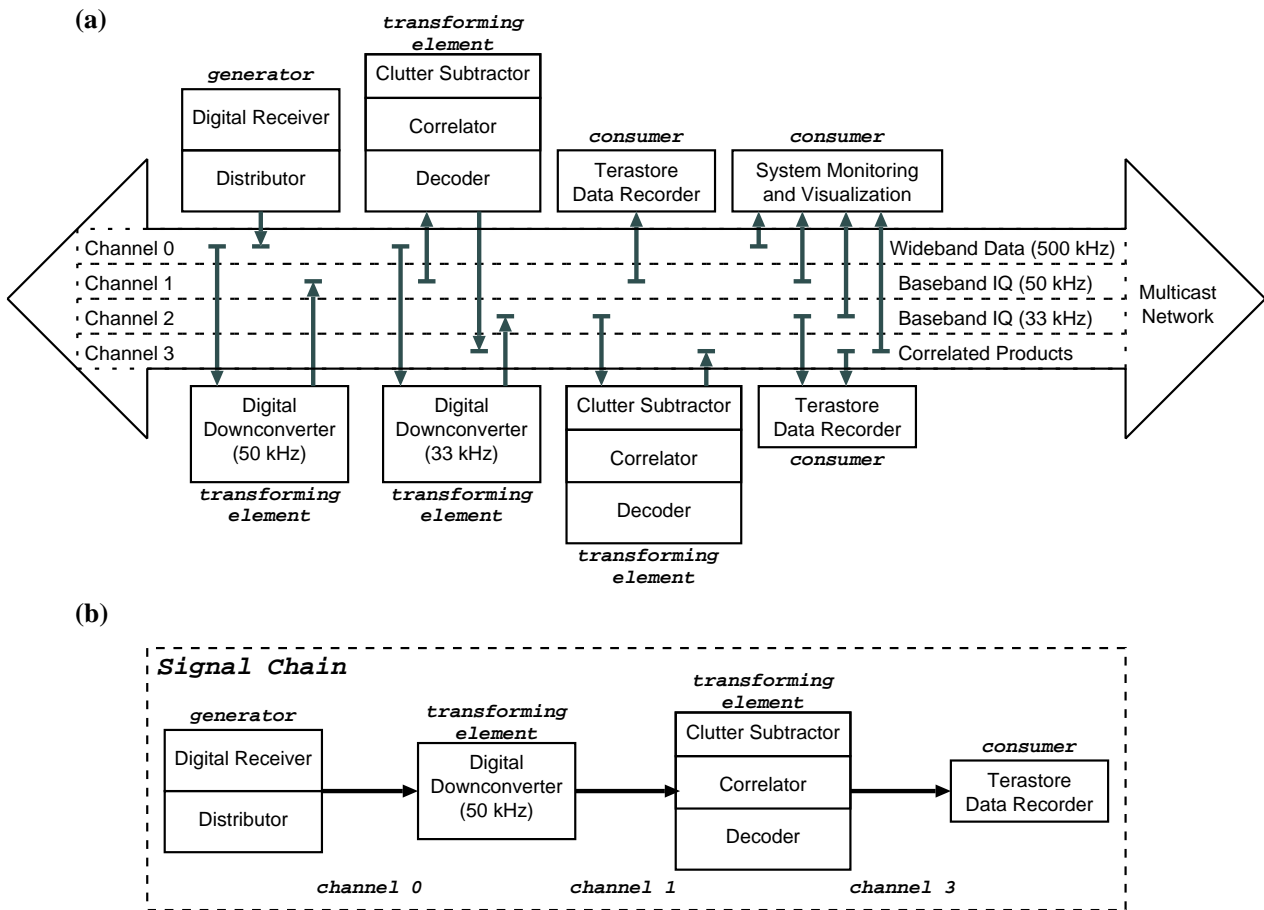 (a)
generator
Digital Receiver
Distributor
transforming
element
Clutter Subtractor
Correlator
Decoder
consumer
Terastore
Data Recorder
consumer
System Monitoring
and Visualization
Channel 0
Wideband Data (500 kHz)
Channel 1
Baseband IQ (50 kHz)
Channel 2
Baseband IQ (33 kHz)
Channel 3
Correlated Products
Multicast
Network
Digital
Downconverter
(50 kHz)
transforming
element
Digital
Downconverter
(33 kHz)
transforming
element
Clutter Subtractor
Correlator
Decoder
transforming
element
Terastore
Data Recorder
consumer
(b)
Signal Chain
generator
Digital Receiver
Distributor
transforming
element
Digital
Downconverter
(50 kHz)
transforming
element
Clutter Subtractor
Correlator
Decoder
consumer
Terastore
Data Recorder
channel 0
channel 1
channel 3